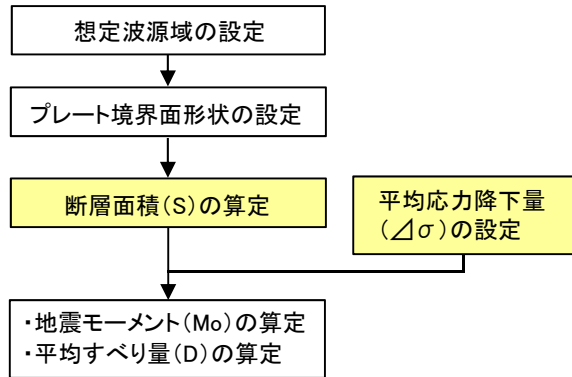 想定波源域の設定
プレート境界面形状の設定
断層面積(S)の算定
平均応力降下量
(⊿σ)の設定
・地震モーメント(Mo)の算定
・平均すべり量(D)の算定